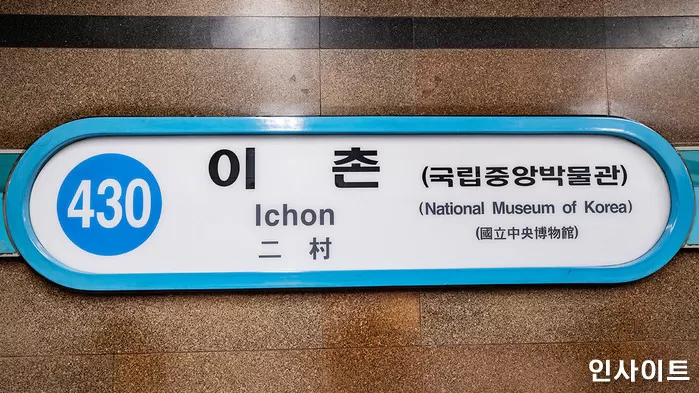 430
이 촌
Ichon
二 村
(국립중앙박물관)
(National Museum of Korea)
(國立中央博物館)
인사이트